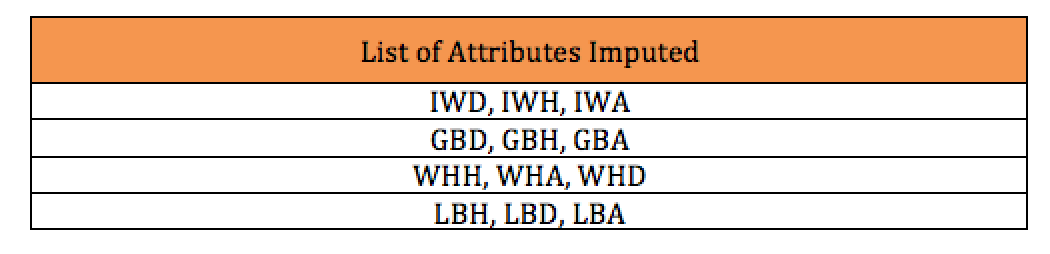 List of Attributes Imputed
IWD, IWH, IWA
GBD, GBH, GBA
WHH, WHA, WHD
LBH, LBD, LBA